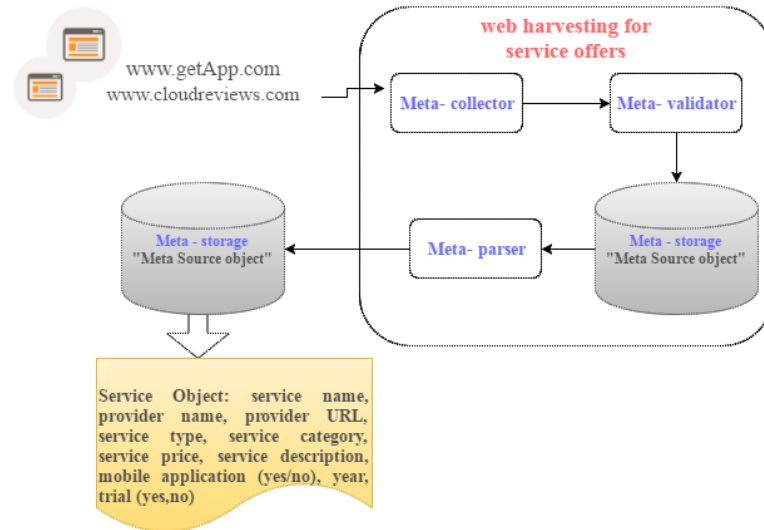 web harvesting for
service offers
www.getApp.com
www.cloudreviews.com
Meta- collector
Meta- validator
Meta - storage
"Meta Source object"
Meta- parser
Meta - storage
"Meta Source object"
Service Object: service name,
provider name, provider URL,
service type, service category,
service price, service description,
mobile application (yes/no), year,
trial (yes,no)